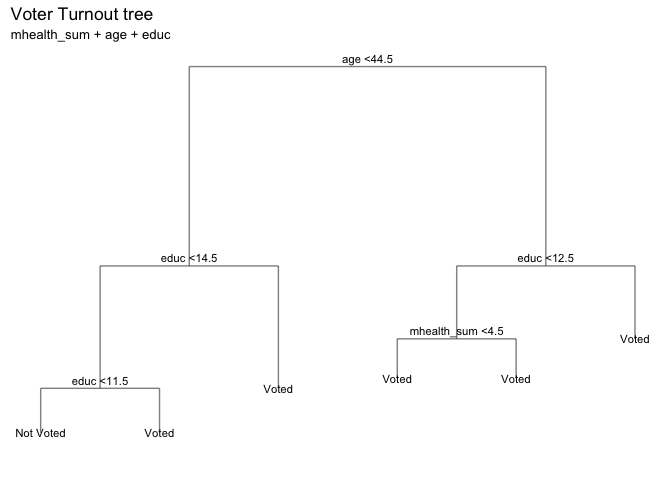 Voter Turnout tree
mhealth_sum + age + educ
age <44.5
educ <14.5
educ <12.5
mhealth_sum <4.5
Voted
Voted
Voted
educ <11.5
Voted
Not Voted
Voted